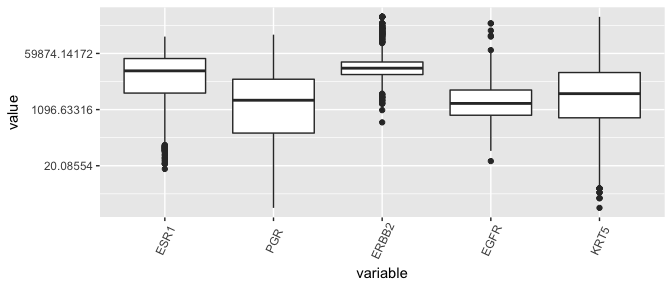 value
59874.14172
1096.63316
20.08554
ESR1
PGR
ERBB2
EGFR
KRT5
variable